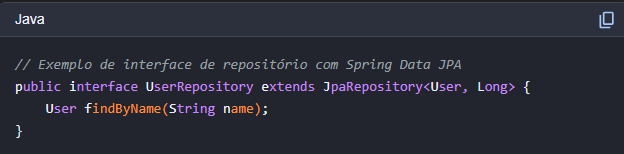 Java
// Exemplo de interface de repositório com Spring Data JPA
public interface UserRepository extends JpaRepository<User, Long> {
    User findByName(String name);
}